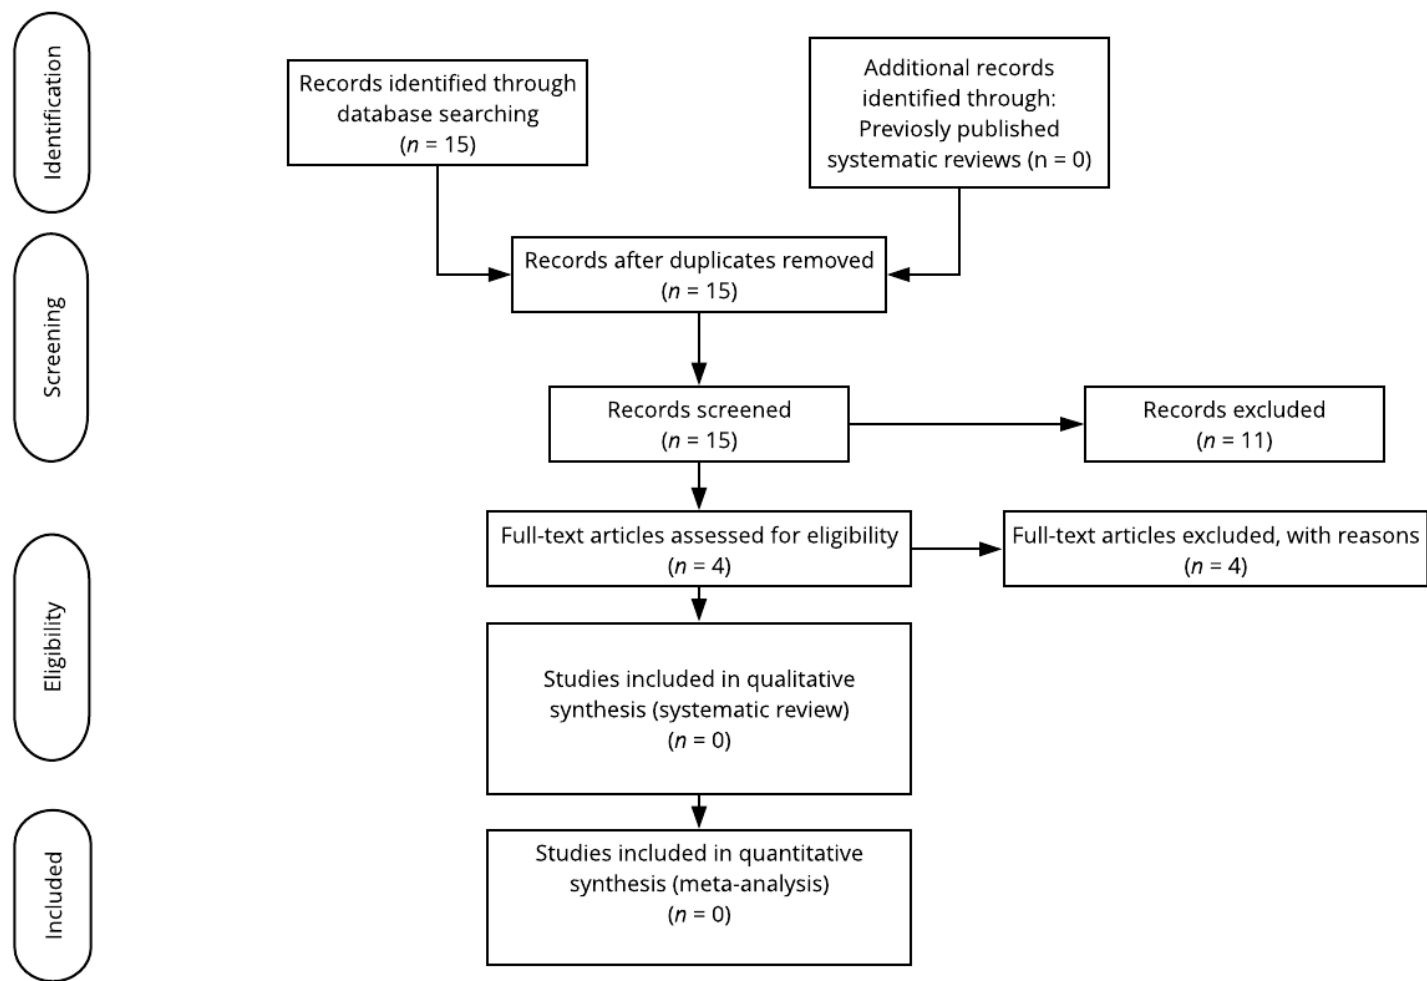 Identification
Records identified through
database searching
(n = 15)
Additional records
identified through:
Previosly published
systematic reviews (n = 0)
Screening
Records after duplicates removed
(n = 15)
Records screened
(n = 15)
Records excluded
(n = 11)
Eligibility
Full-text articles assessed for eligibility
(n = 4)
Full-text articles excluded, with reasons
(n = 4)
Studies included in qualitative
synthesis (systematic review)
(n = 0)
Included
Studies included in quantitative
synthesis (meta-analysis)
(n = 0)